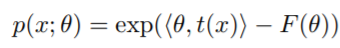 p(x; θ) = exp(⟨θ, t(x)⟩ − F(θ))